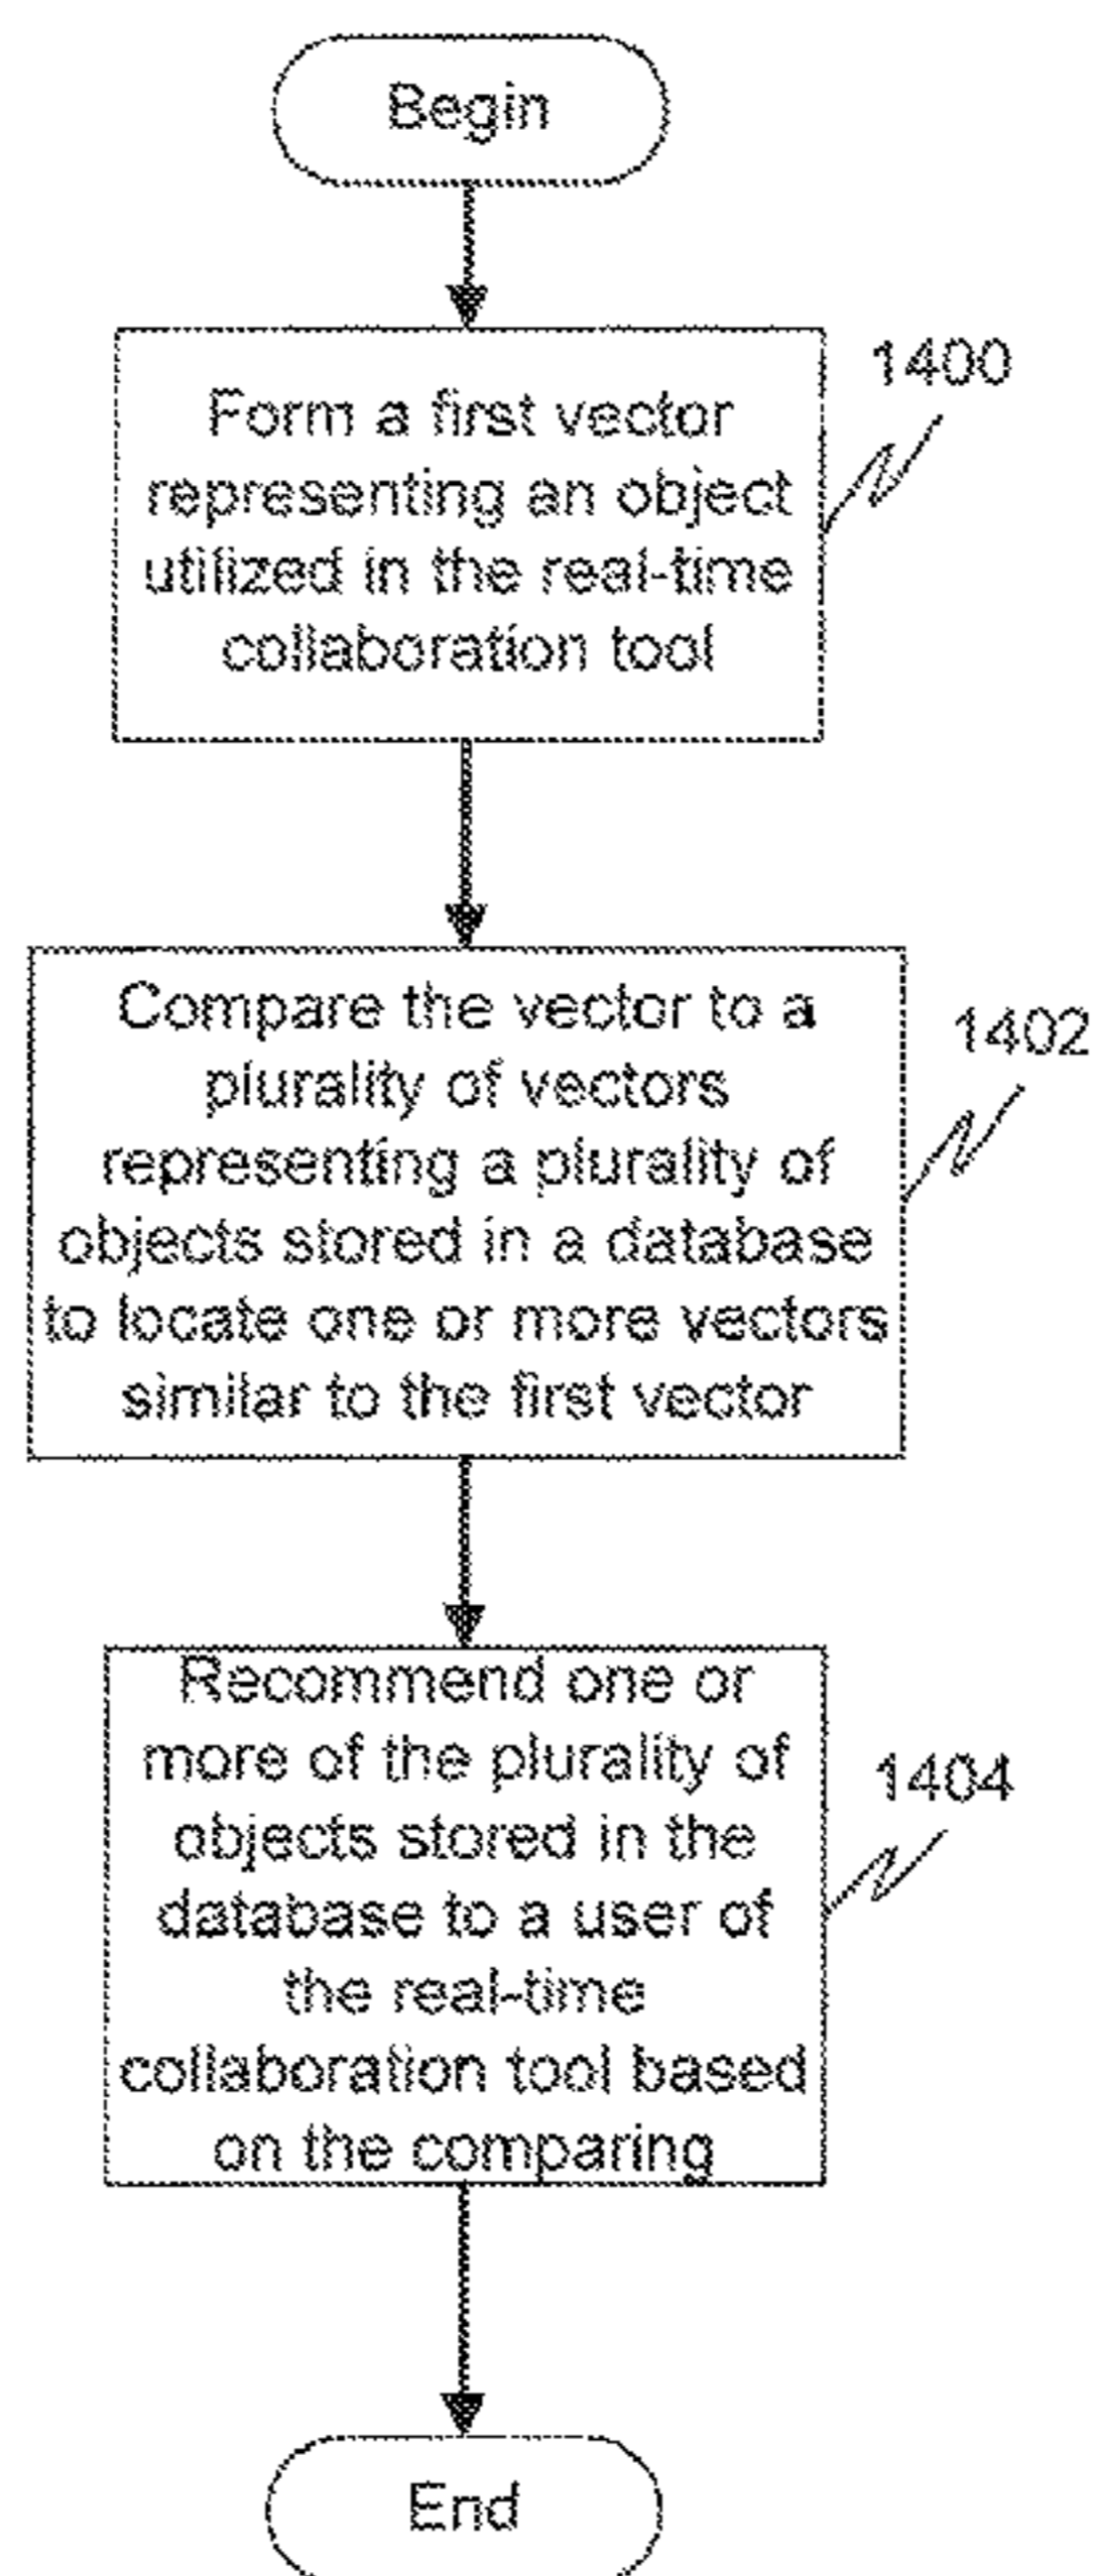 Begin
1400
Form a first vector
representing an object
utilized in the real-time
collaboration tool
1402
Compare the vector to a
plurality of vectors
representing a plurality of
objects stored in a database
to locate one or more vectors
similar to the first vector
1404
Recommend one or
more of the plurality of
objects stored in the
database to a user of
the real-time
collaboration tool based
on the comparing
End